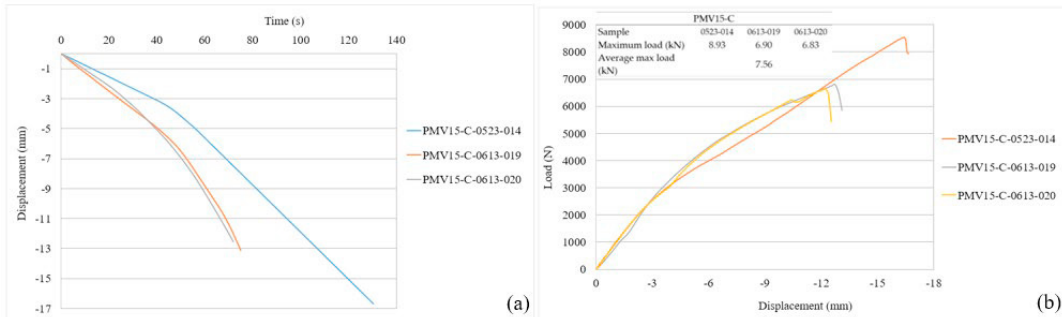 Time (s)
0 20 40 60 80 100 120 140
-1
-3
-5
-7
-9
-11
-13
-15
-17
Displacement (mm)
PMV15-C-0523-014
PMV15-C-0613-019
PMV15-C-0613-020
(a)
PMV15-C
Sample 0523-014 0613-019 0613-020
Maximum load (kN) 8.93 6.90 6.83
Average max load
(kN) 7.56
9000
8000
7000
6000
5000
4000
3000
2000
1000
0
Load (N)
0 -3 -6 -9 -12 -15 -18
Displacement (mm)
PMV15-C-0523-014
PMV15-C-0613-019
PMV15-C-0613-020
(b)